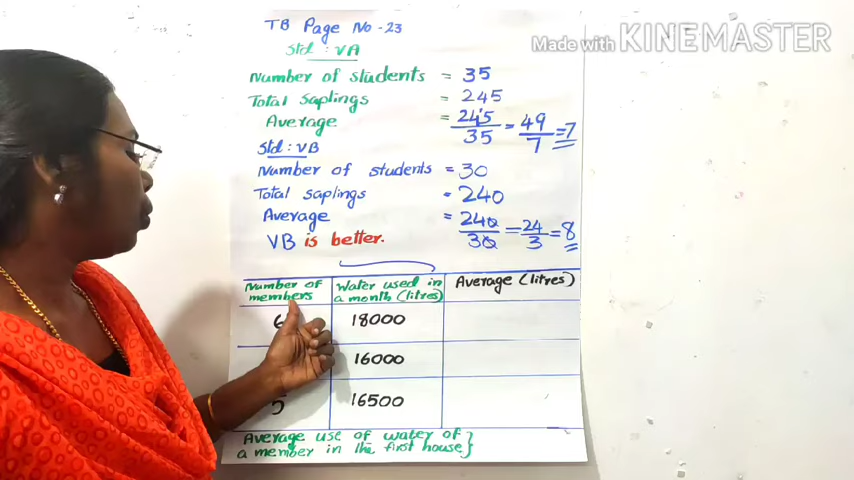 Made with KINEMASTER
TB Page No -23
Std : VA
Number of students = 35
Total saplings = 245
Average = 245/35 = 49/7 = 7
Std : VB
Number of students = 30
Total saplings = 240
Average = 240/30 = 24/3 = 8
VB is better.
Number of members
Water used in a month (litres)
Average (litres)
6 18000
16000
5 16500
Average use of water of
a member in the first house}